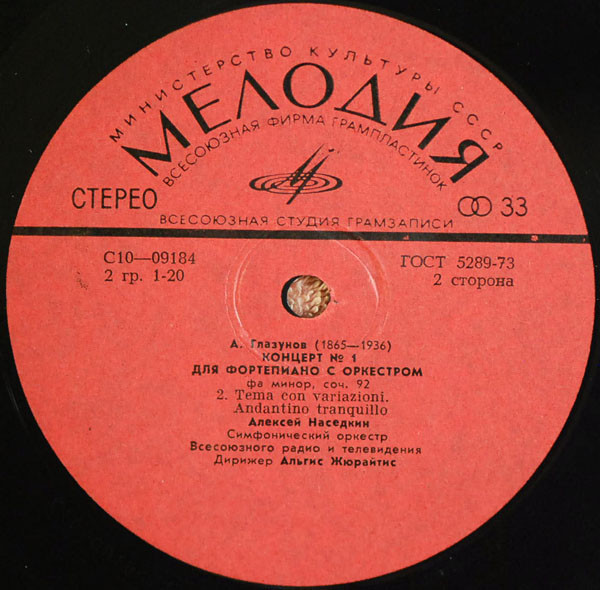 МИНИСТЕРСТВО КУЛЬТУРЫ СССР
МЕЛОДИЯ
ВСЕСОЮЗНАЯ ФИРМА ГРАМПЛАСТИНОК
СТЕРЕО
33
ВСЕСОЮЗНАЯ СТУДИЯ ГРАМЗАПИСИ
С10—09184
ГОСТ 5289-73
2 гр. 1-20
2 сторона
А. Глазунов (1865—1936)
КОНЦЕРТ № 1
ДЛЯ ФОРТЕПИАНО С ОРКЕСТРОМ
фа минор, соч. 92
2. Tema con variazioni.
Andantino tranquillo
Алексей Наседкин
Симфонический оркестр
Всесоюзного радио и телевидения
Дирижер Альгис Жюрайтис